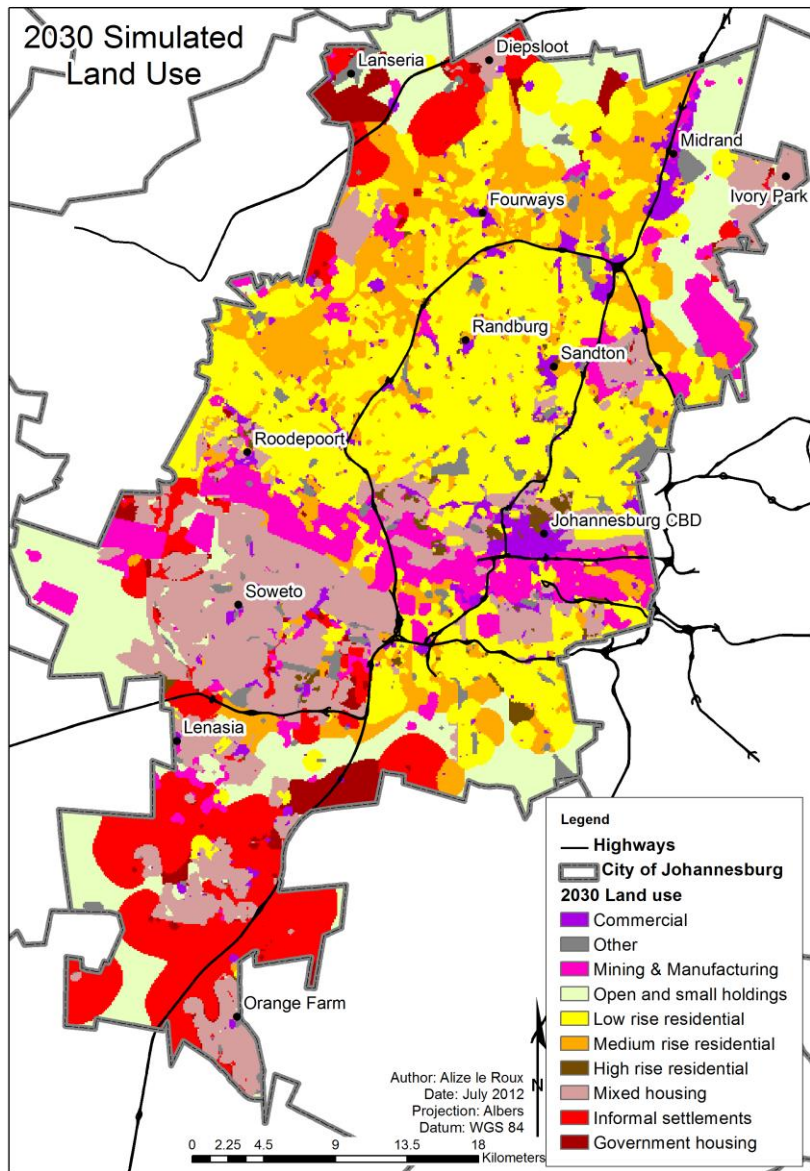 2030 Simulated
Land Use
Diepsloot
Lanseria
Midrand
Ivory Park
Fourways
Randburg
Sandton
Roodepoort
Johannesburg CBD
Soweto
Lenasia
Orange Farm
Legend
Highways
City of Johannesburg
2030 Land use
Commercial
Other
Mining & Manufacturing
Open and small holdings
Low rise residential
Medium rise residential
High rise residential
Mixed housing
Informal settlements
Government housing
Author: Alize le Roux
Date: July 2012
Projection: Albers
Datum: WGS 84
N
0 2.25 4.5 9 13.5 18
Kilometers